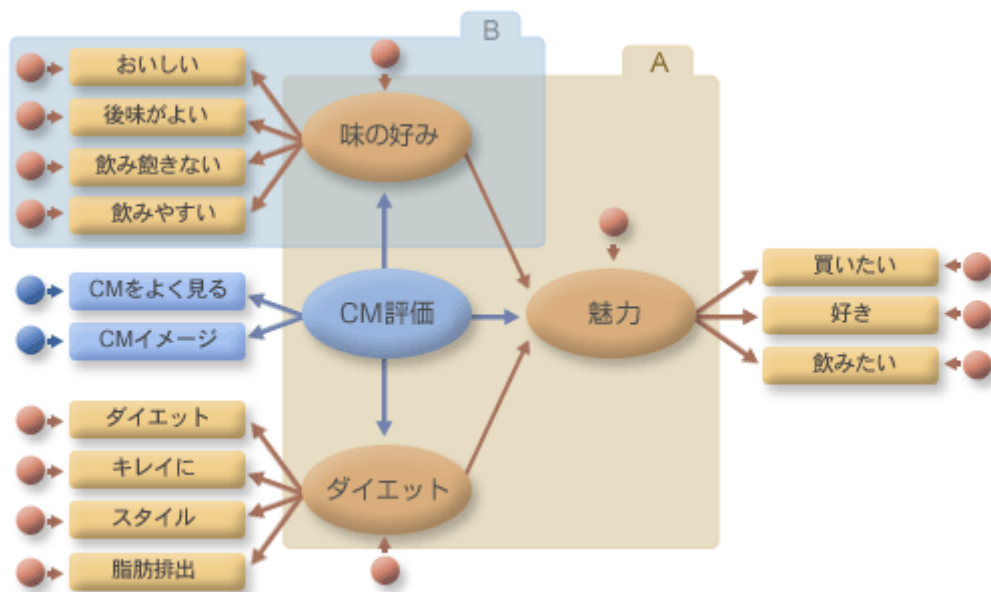 B
A
おいしい
後味がよい
飲み飽きない
飲みやすい
味の好み
CMをよく見る
CMイメージ
CM評価
魅力
買いたい
好き
飲みたい
ダイエット
キレイに
スタイル
脂肪排出
ダイエット